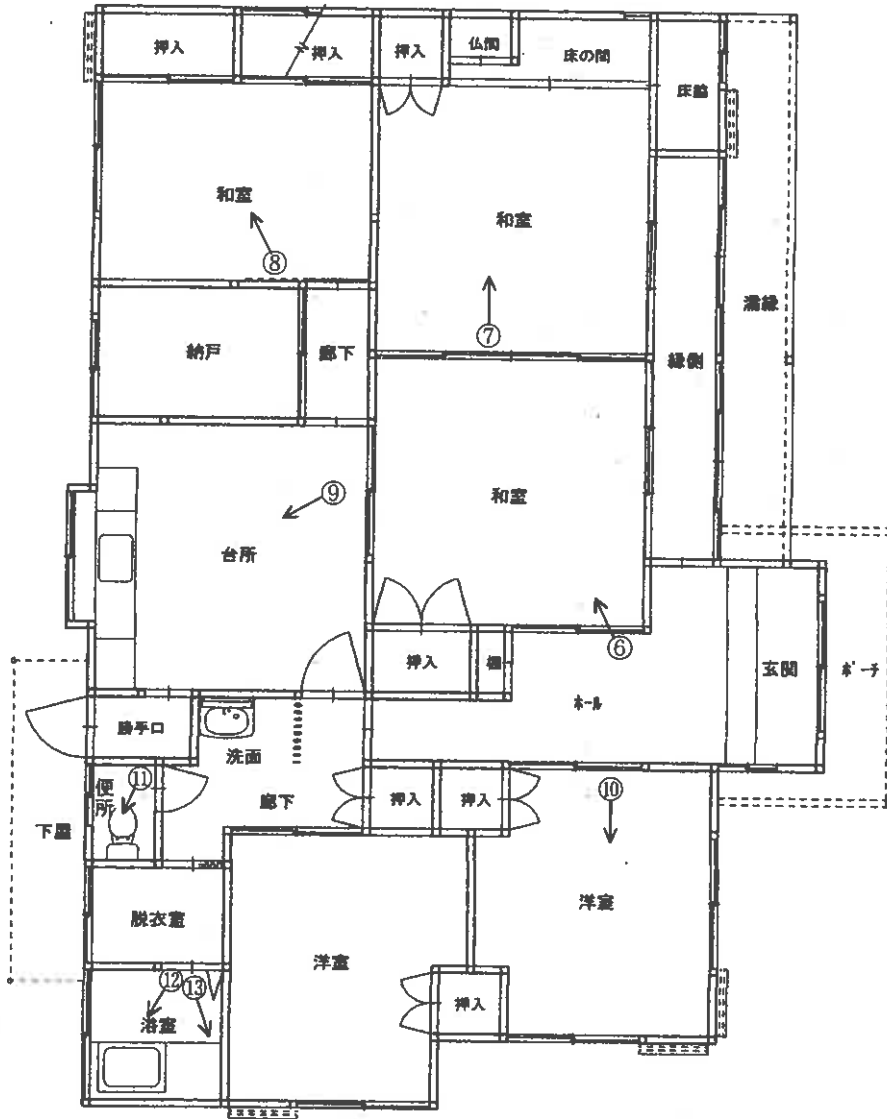 押入
押入
押入
仏間
床の間
床脇
和室
和室
⑧
⑦
濡縁
納戸
廊下
縁側
⑨
和室
台所
⑥
押入
棚
玄関
ポーチ
ホール
勝手口
洗面
便所
⑪
押入
押入
⑩
廊下
下屋
脱衣室
洋室
洋室
⑫
⑬
浴室
押入